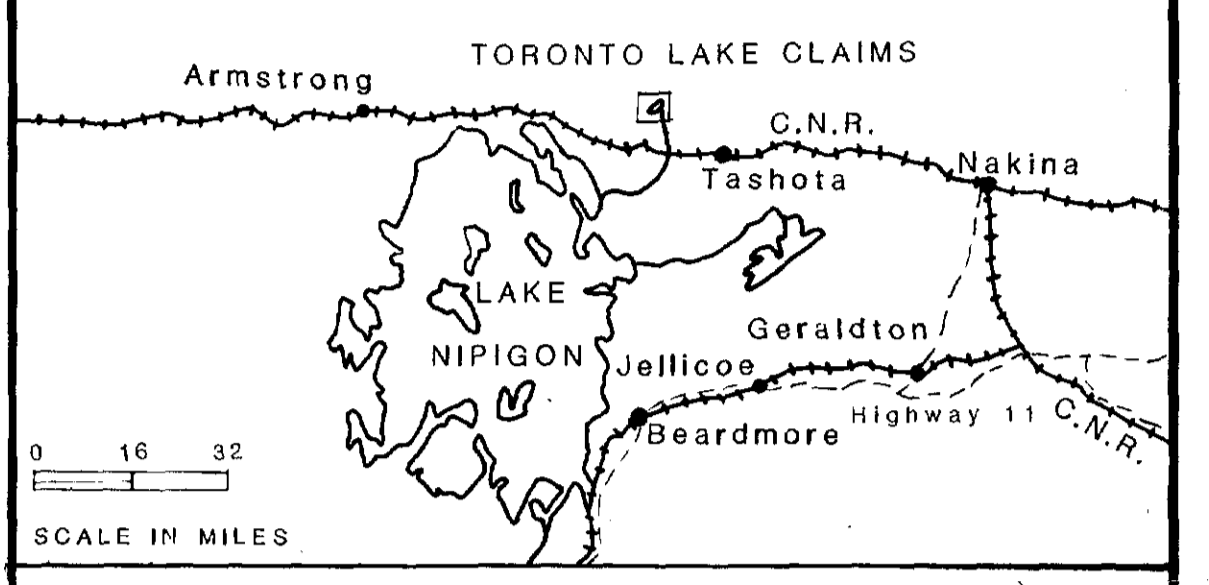 TORONTO LAKE CLAIMS
Armstrong
C.N.R.
Nakina
Tashota
LAKE
NIPIGON
Geraldton
Jellicoe
Highway 11
C.N.R.
Beardmore
0 16 32
SCALE IN MILES